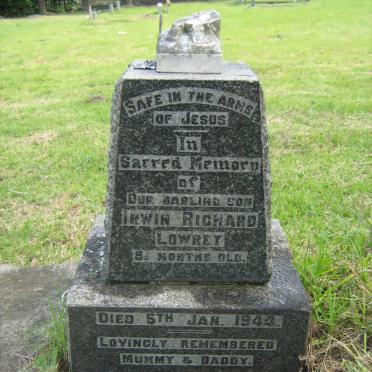 SAFE IN THE ARMS
OF JESUS
In
Sacred Memory
of
OUR DARLING SON
IRWIN RICHARD
LOWREY
MONTHS OLD.
DIED 5TH JAN. 1944.
LOVINGLY REMEMBERED
MUMMY & DADDY.